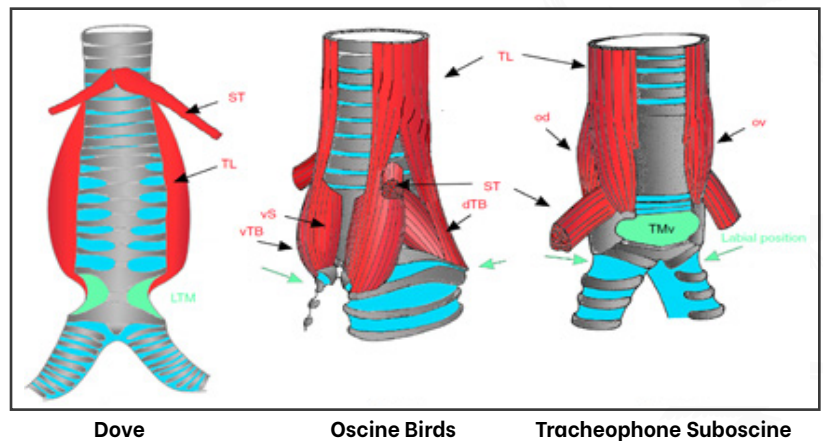 ST
TL
LTM
Dove
TL
ST
vS
vTB
dTB
Oscine Birds
od
ov
TMv
Labial position
Tracheophone Suboscine